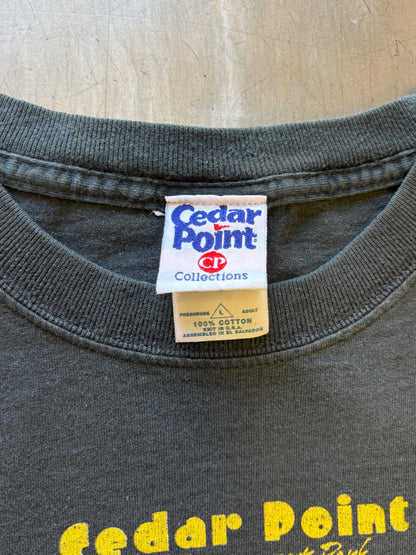 Cedar
Point
CP
Collections
PRESHRUNK L ADULT
100% COTTON
KNIT IN U.S.A.
ASSEMBLED IN EL SALVADOR
Cedar Point